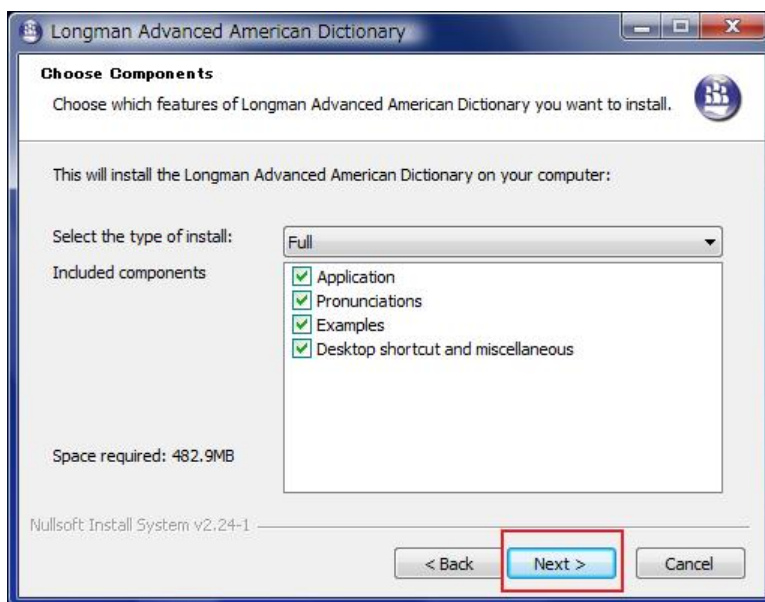 Longman Advanced American Dictionary
Choose Components
Choose which features of Longman Advanced American Dictionary you want to install.
This will install the Longman Advanced American Dictionary on your computer:
Select the type of install:
Full
Included components
Application
Pronunciations
Examples
Desktop shortcut and miscellaneous
Space required: 482.9MB
Nullsoft Install System v2.24-1
< Back
Next >
Cancel